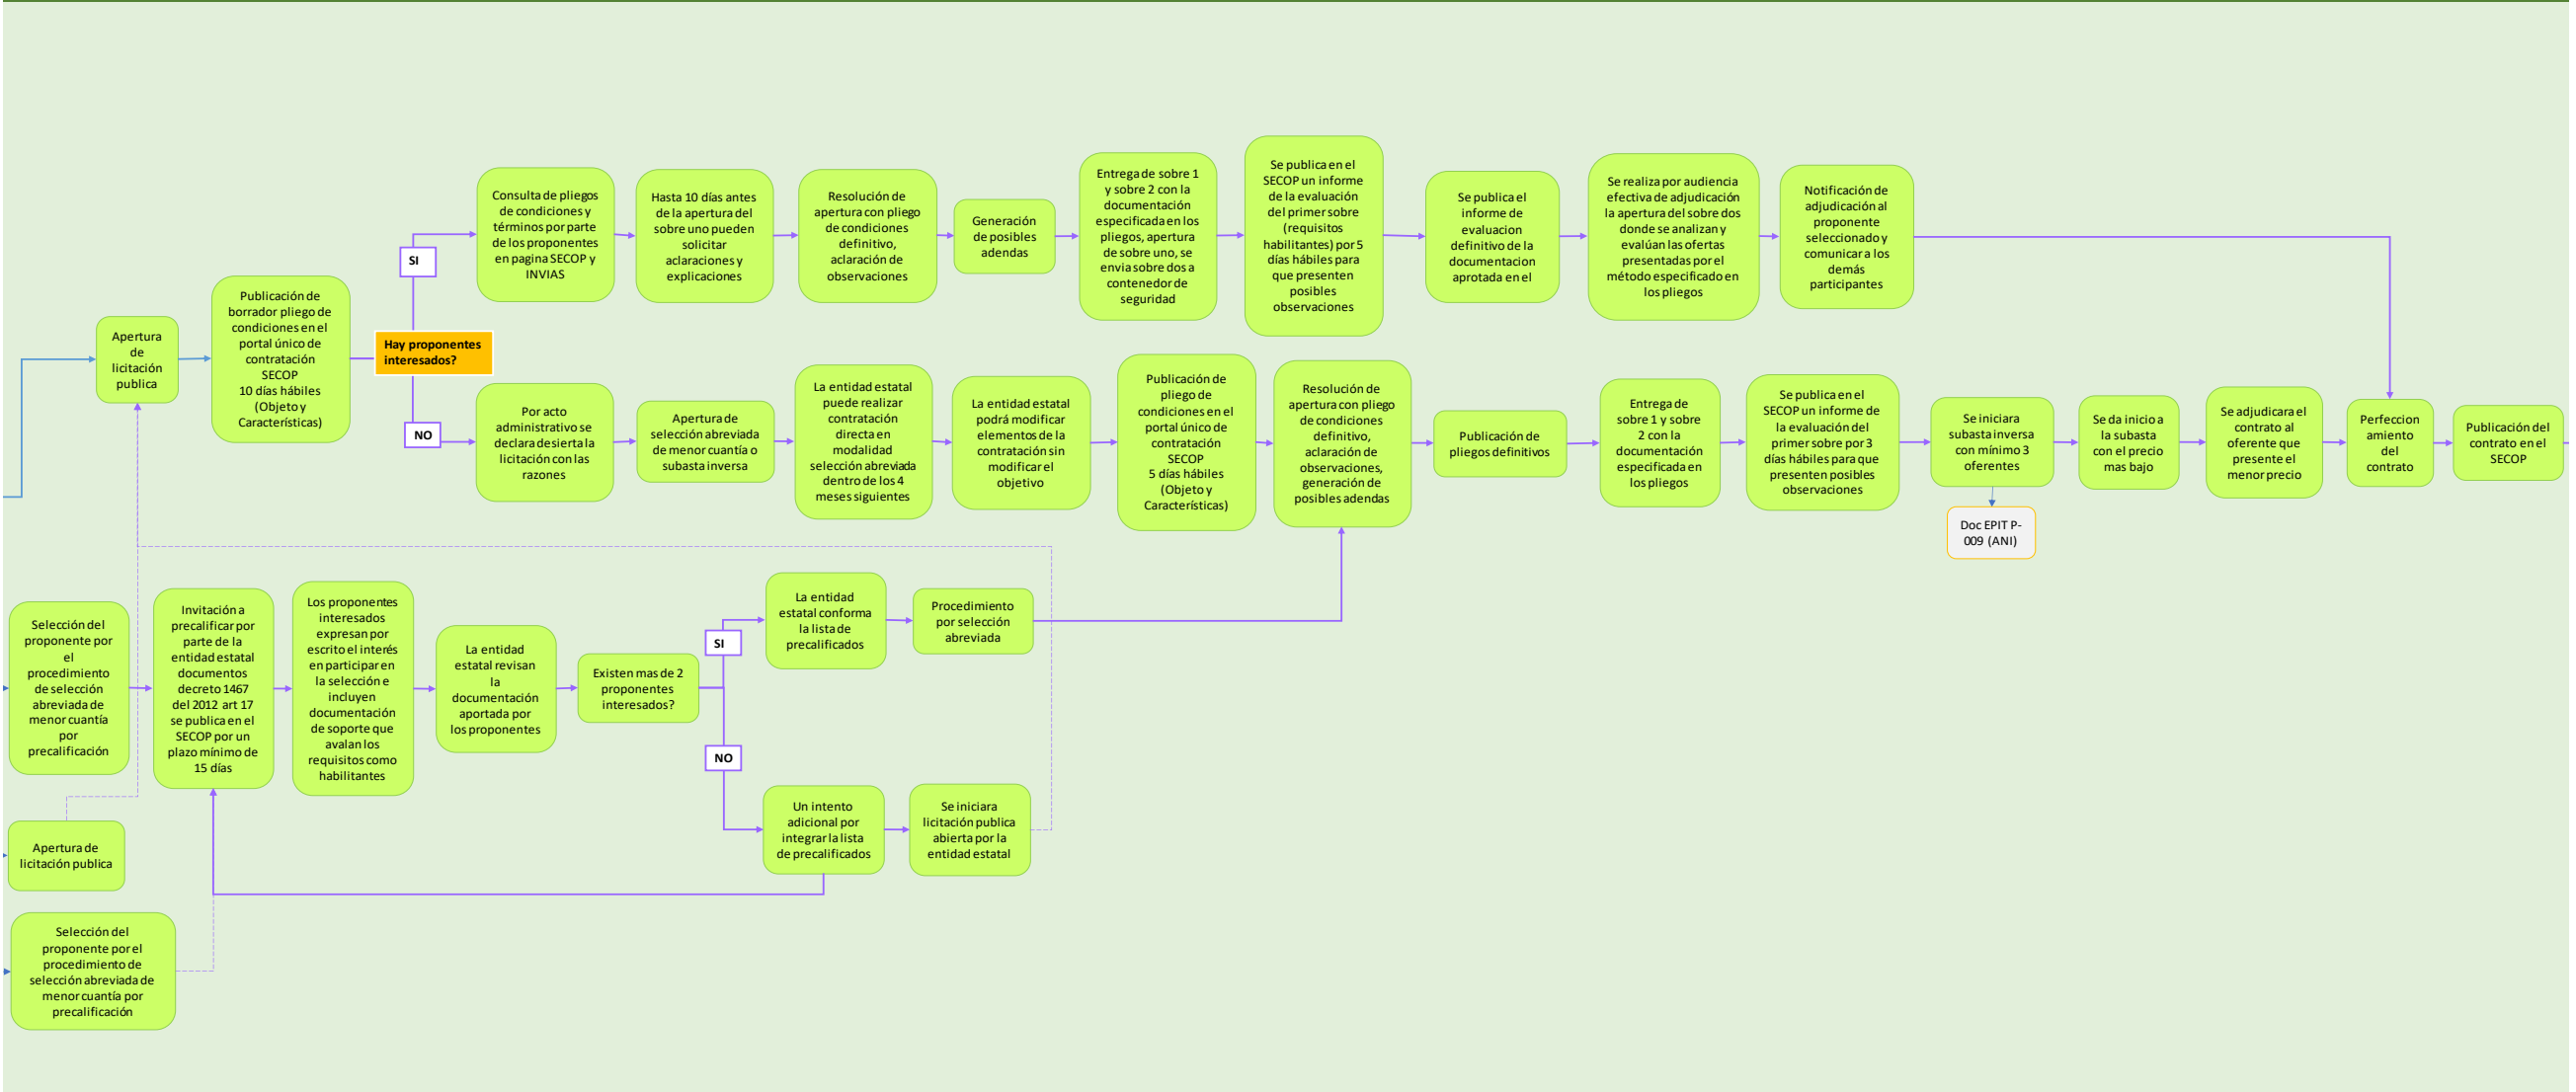 Apertura
de
licitación
publica
Publicación de
borrador pliego de
condiciones en el
portal único de
contratación
SECOP
10 días hábiles
(Objeto y
Características)
Hay proponentes
interesados?
SI
Consulta de pliegos
de condiciones y
términos por parte
de los proponentes
en pagina SECOP y
INVIAS
Hasta 10 días antes
de la apertura del
sobre uno pueden
solicitar
aclaraciones y
explicaciones
Resolución de
apertura con pliego
de condiciones
definitivo,
aclaración de
observaciones
Generación
de posibles
adendas
Entrega de sobre 1
y sobre 2 con la
documentación
especificada en los
pliegos, apertura
de sobre uno, se
envia sobre dos a
contenedor de
seguridad
Se publica en el
SECOP un informe
de la evaluación
del primer sobre
(requisitos
habilitantes) por 5
días hábiles para
que presenten
posibles
observaciones
Se publica el
informe de
evaluacion
definitivo de la
documentacion
aprotada en el
Se realiza por audiencia
efectiva de adjudicación
la apertura del sobre dos
donde se analizan y
evalúan las ofertas
presentadas por el
método especificado en
los pliegos
Notificación de
adjudicación al
proponente
seleccionado y
comunicar a los
demás
participantes
NO
Por acto
administrativo se
declara desierta la
licitación con las
razones
Apertura de
selección abreviada
de menor cuantía o
subasta inversa
La entidad estatal
puede realizar
contratación
directa en
modalidad
selección abreviada
dentro de los 4
meses siguientes
La entidad estatal
podrá modificar
elementos de la
contratación sin
modificar el
objetivo
Publicación de
pliego de
condiciones en el
portal único de
contratación
SECOP
5 días hábiles
(Objeto y
Características)
Resolución de
apertura con pliego
de condiciones
definitivo,
aclaración de
observaciones,
generación de
posibles adendas
Publicación de
pliegos definitivos
Entrega de
sobre 1 y sobre
2 con la
documentación
especificada en
los pliegos
Se publica en el
SECOP un informe de
la evaluación del
primer sobre por 3
días hábiles para que
presenten posibles
observaciones
Se iniciara
subasta inversa
con mínimo 3
oferentes
Doc EPIT P-
009 (ANI)
Se da inicio a
la subasta
con el precio
mas bajo
Se adjudicara el
contrato al
oferente que
presente el
menor precio
Perfeccion
amiento
del
contrato
Publicación del
contrato en el
SECOP
Selección del
proponente por
el
procedimiento
de selección
abreviada de
menor cuantía
por
precalificación
Invitación a
precalificar por
parte de la
entidad estatal
documentos
decreto 1467
del 2012 art 17
se publica en el
SECOP por un
plazo mínimo de
15 días
Los proponentes
interesados
expresan por
escrito el interés
en participar en
la selección e
incluyen
documentación
de soporte que
avalan los
requisitos como
habilitantes
La entidad
estatal revisan
la
documentación
aportada por
los proponentes
Existen mas de 2
proponentes
interesados?
SI
La entidad
estatal conforma
la lista de
precalificados
Procedimiento
por selección
abreviada
NO
Un intento
adicional por
integrar la lista
de precalificados
Se iniciara
licitación publica
abierta por la
entidad estatal
Apertura de
licitación publica
Selección del
proponente por el
procedimiento de
selección abreviada de
menor cuantía por
precalificación